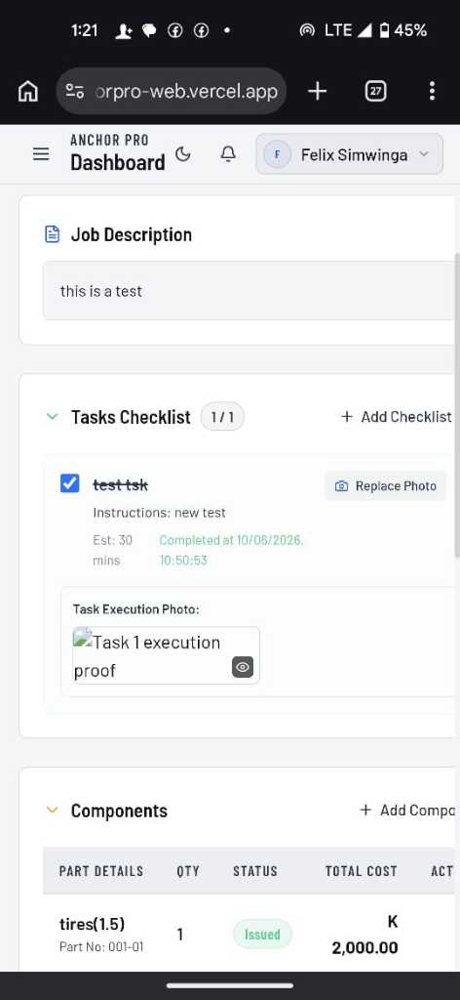 1:21
LTE 45%
orpro-web.vercel.app
27
ANCHOR PRO
Dashboard
F
Felix Simwinga
Job Description
this is a test
Tasks Checklist
1 / 1
+ Add Checklist
test tsk
Replace Photo
Instructions: new test
Est: 30
mins
Completed at 10/06/2026,
10:50:53
Task Execution Photo:
Task 1 execution
proof
Components
+ Add Compo
PART DETAILS QTY STATUS TOTAL COST ACT
tires(1.5)
Part No: 001-01
1
Issued
K
2,000.00